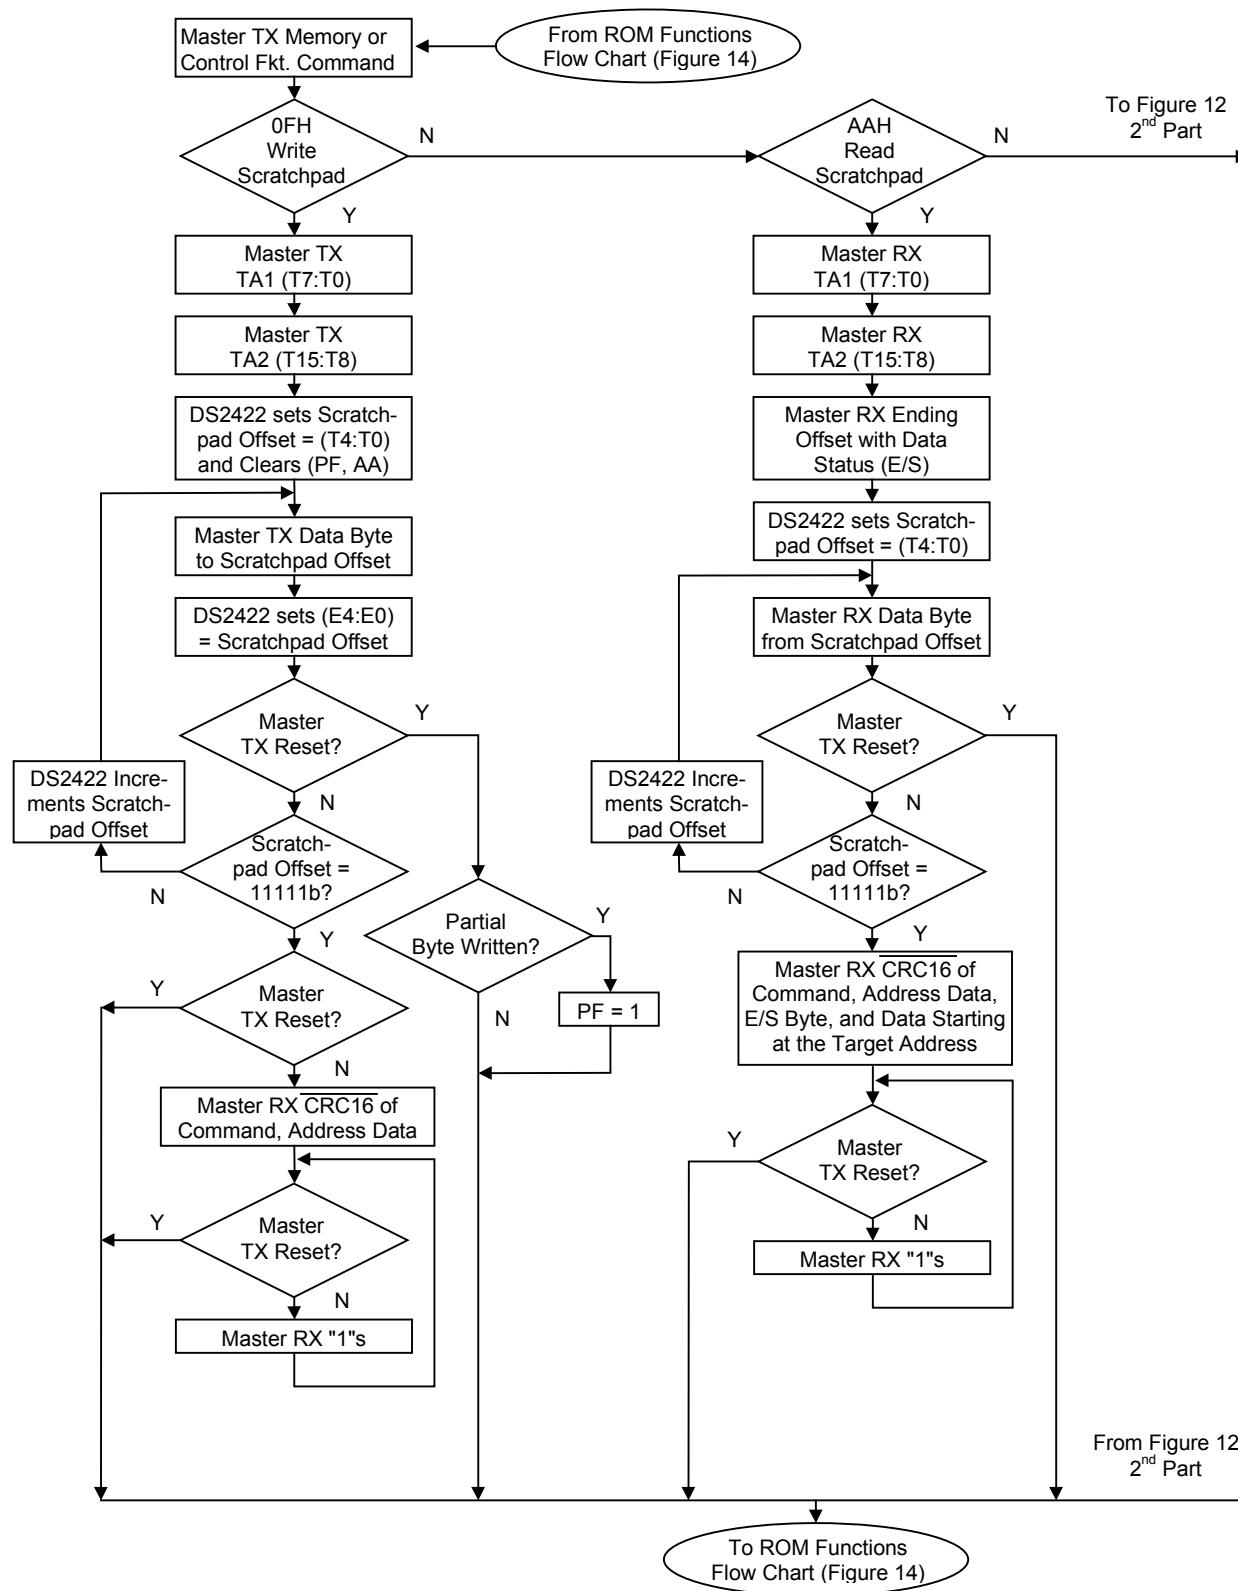 From ROM Functions
Flow Chart (Figure 14)
Master TX Memory or
Control Fkt. Command
0FH
Write
Scratchpad
N
Y
AAH
Read
Scratchpad
N
Y
To Figure 12
2nd Part
Master TX
TA1 (T7:T0)
Master TX
TA2 (T15:T8)
DS2422 sets Scratch-
pad Offset = (T4:T0)
and Clears (PF, AA)
Master TX Data Byte
to Scratchpad Offset
DS2422 sets (E4:E0)
= Scratchpad Offset
Master
TX Reset?
Y
N
DS2422 Incre-
ments Scratch-
pad Offset
Scratch-
pad Offset =
11111b?
N
Y
Partial
Byte Written?
Y
N
PF = 1
Master
TX Reset?
Y
N
Master RX CRC16 of
Command, Address Data
Master
TX Reset?
Y
N
Master RX "1"s
Master RX
TA1 (T7:T0)
Master RX
TA2 (T15:T8)
Master RX Ending
Offset with Data
Status (E/S)
DS2422 sets Scratch-
pad Offset = (T4:T0)
Master RX Data Byte
from Scratchpad Offset
Master
TX Reset?
Y
N
DS2422 Incre-
ments Scratch-
pad Offset
Scratch-
pad Offset =
11111b?
N
Y
Master RX CRC16 of
Command, Address Data,
E/S Byte, and Data Starting
at the Target Address
Master
TX Reset?
Y
N
Master RX "1"s
From Figure 12
2nd Part
To ROM Functions
Flow Chart (Figure 14)